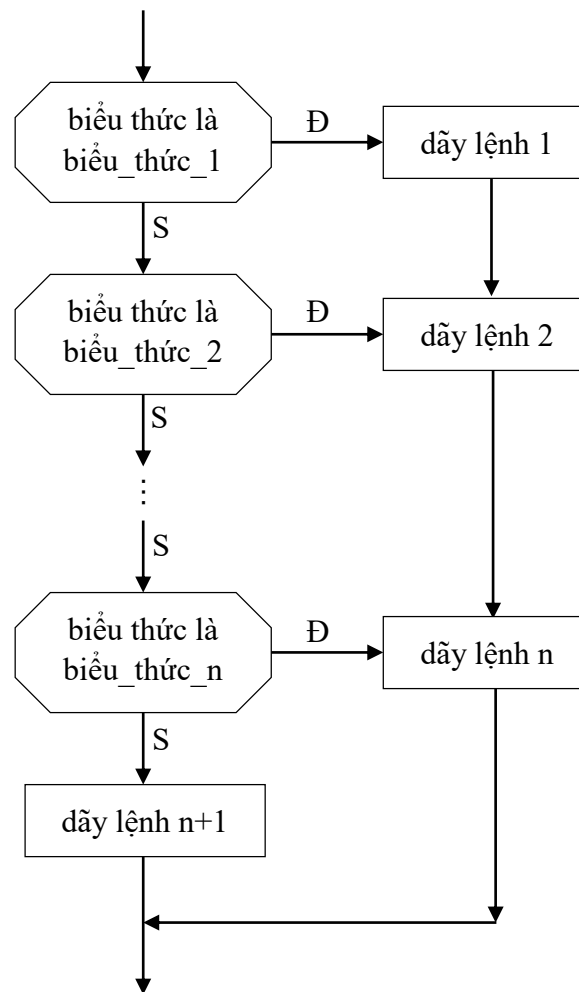 biểu thức là
biểu_thức_1
Đ
dãy lệnh 1
S
biểu thức là
biểu_thức_2
Đ
dãy lệnh 2
S
⋮
S
biểu thức là
biểu_thức_n
Đ
dãy lệnh n
S
dãy lệnh n+1